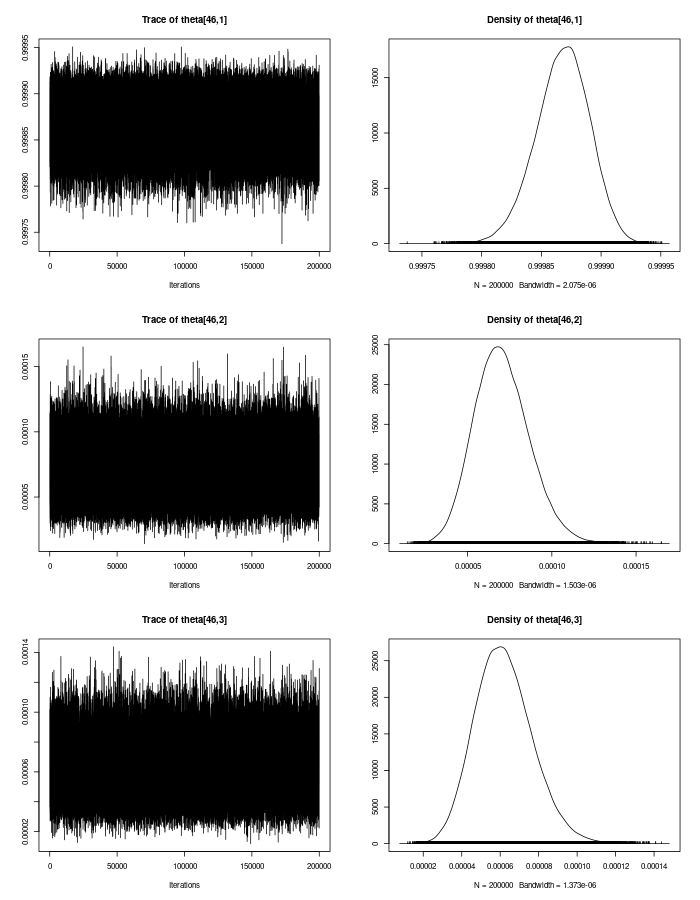 Trace of theta[46,1]
0.99975 0.99980 0.99985 0.99990 0.99995
0 50000 100000 150000 200000
Iterations
Density of theta[46,1]
0 5000 10000 15000
0.99975 0.99980 0.99985 0.99990 0.99995
N = 200000 Bandwidth = 2.075e-06
Trace of theta[46,2]
0.00005 0.00010 0.00015
0 50000 100000 150000 200000
Iterations
Density of theta[46,2]
0 5000 10000 15000 20000 25000
0.00005 0.00010 0.00015
N = 200000 Bandwidth = 1.503e-06
Trace of theta[46,3]
0.00002 0.00006 0.00010 0.00014
0 50000 100000 150000 200000
Iterations
Density of theta[46,3]
0 5000 10000 15000 20000 25000
0.00002 0.00004 0.00006 0.00008 0.00010 0.00012 0.00014
N = 200000 Bandwidth = 1.373e-06